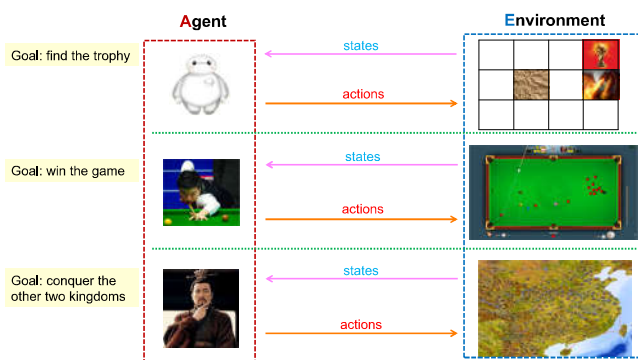 Agent
Environment
Goal: find the trophy
states
actions
Goal: win the game
states
actions
Goal: conquer the
other two kingdoms
states
actions